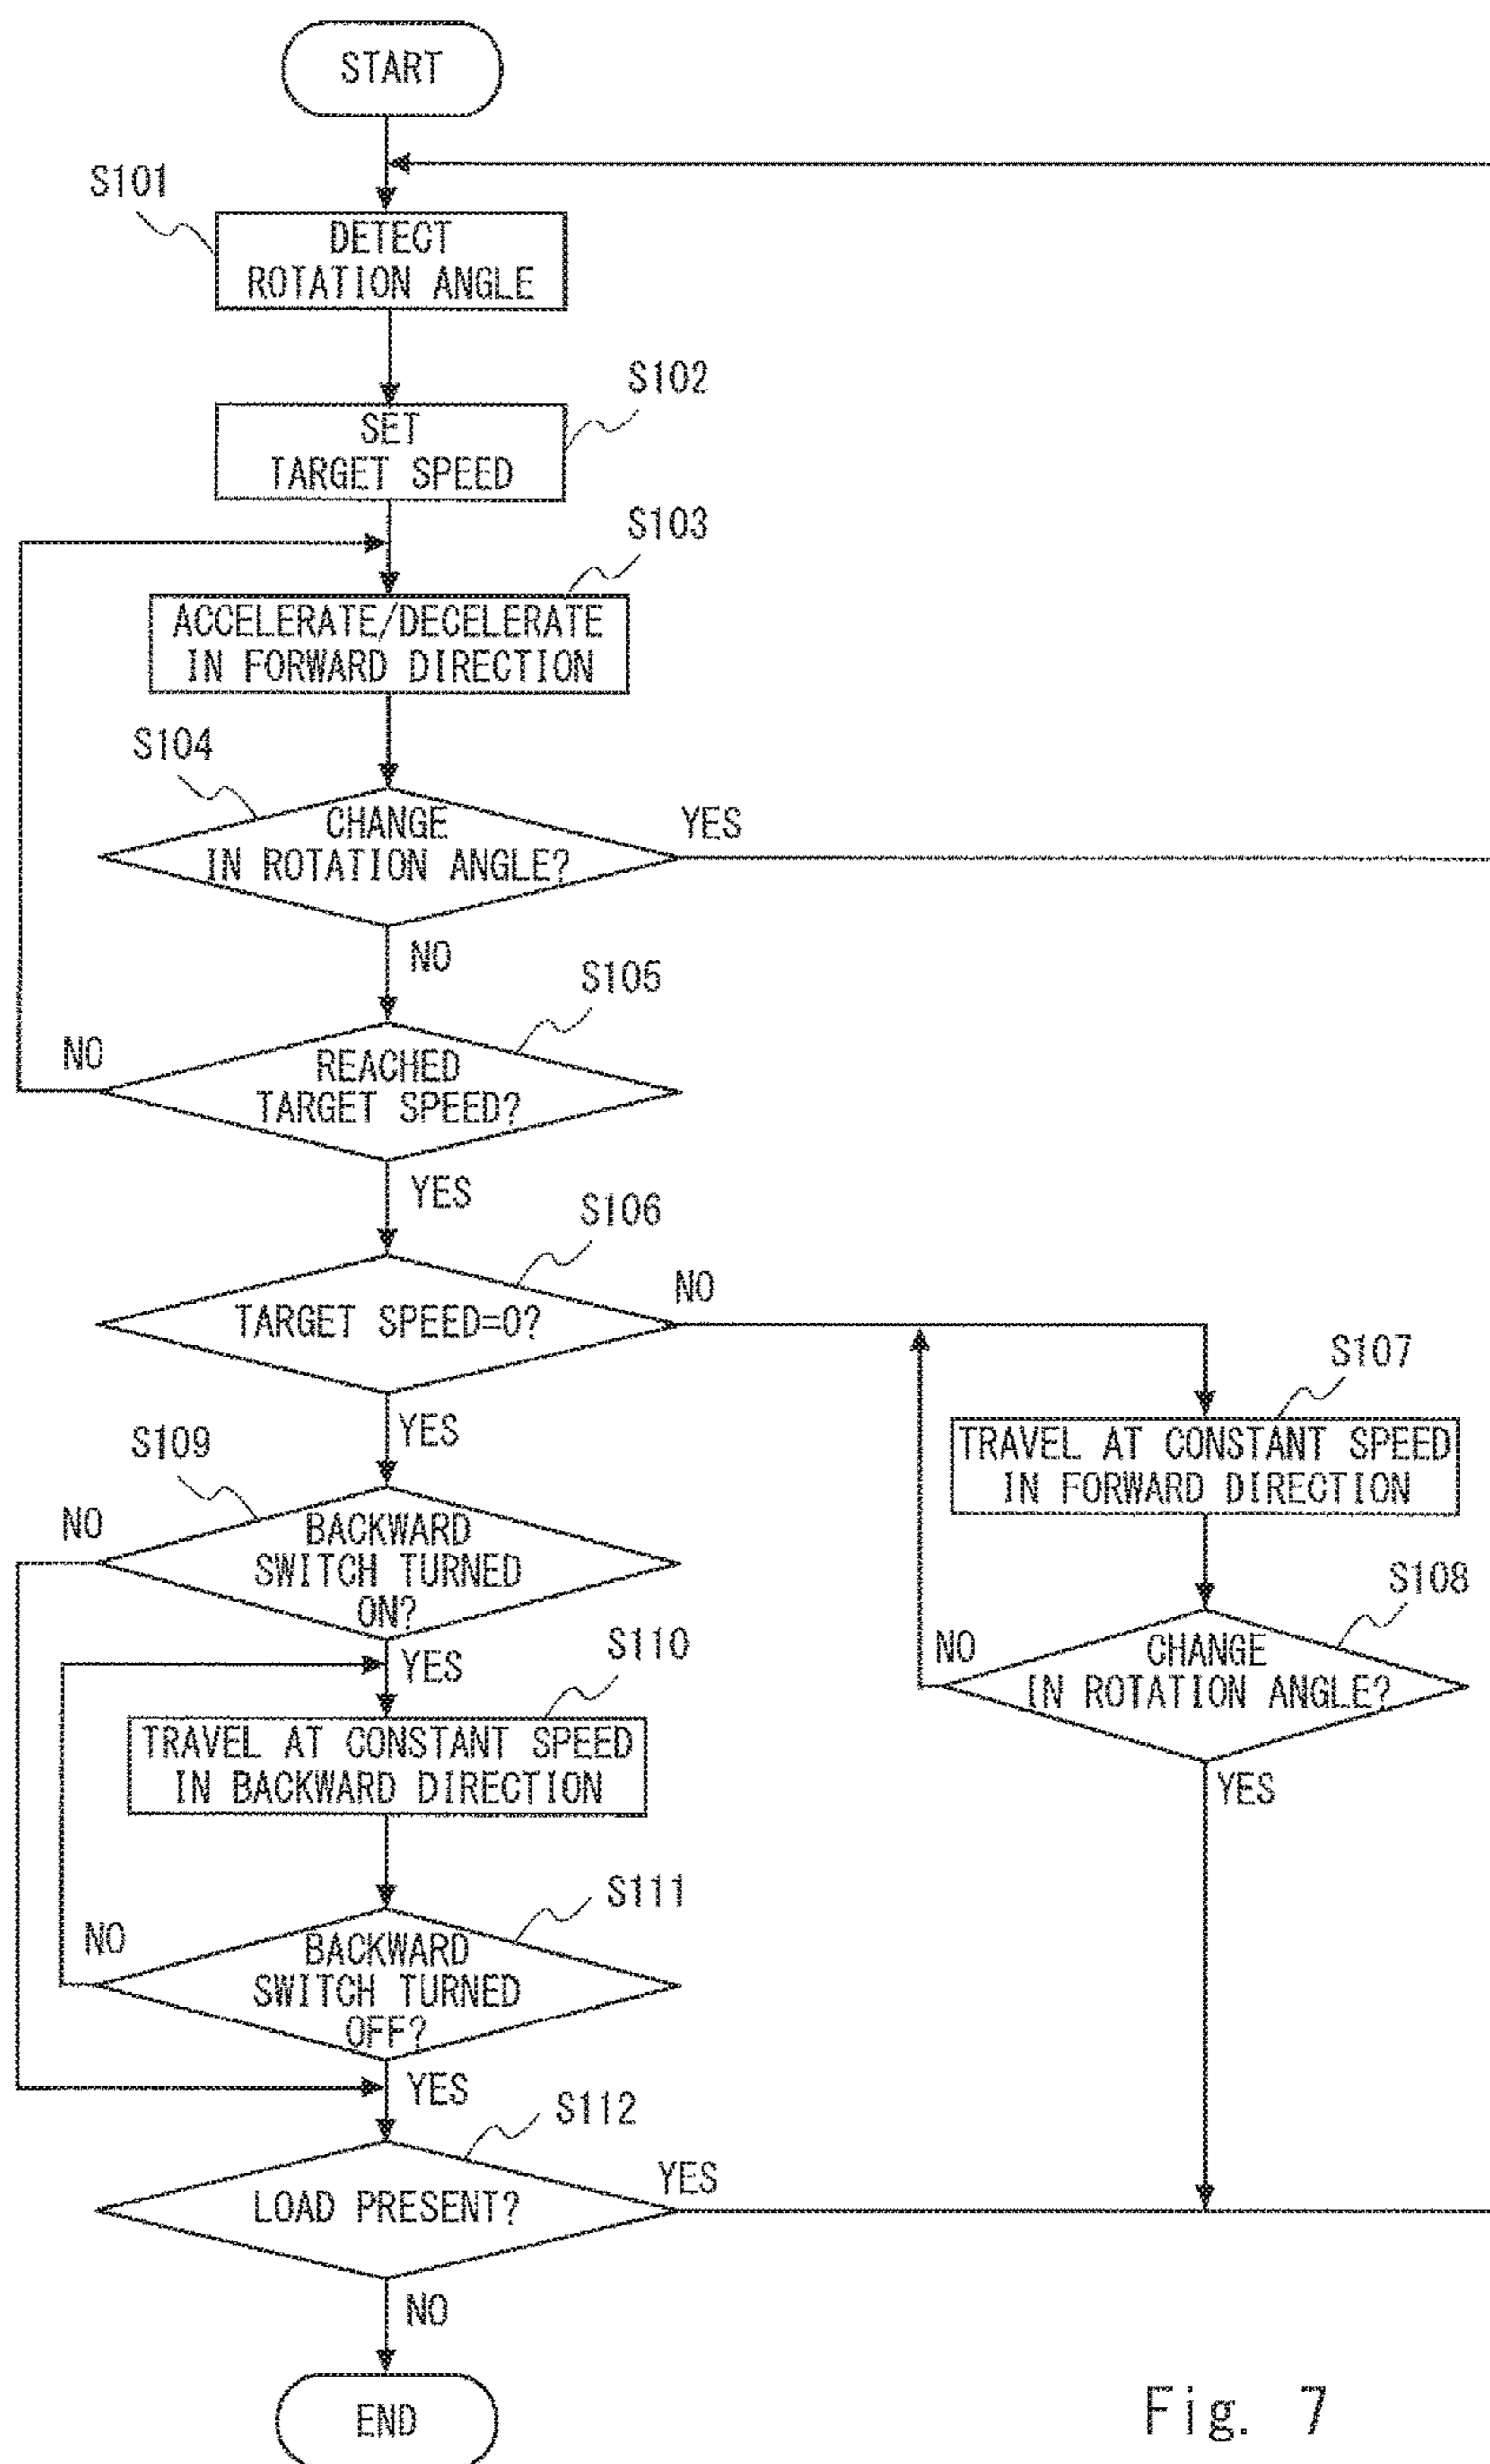 START
S101
DETECT
ROTATION ANGLE
S102
SET
TARGET SPEED
S103
ACCELERATE/DECELERATE
IN FORWARD DIRECTION
S104
CHANGE
IN ROTATION ANGLE?
YES
NO
S105
REACHED
TARGET SPEED?
NO
YES
S106
TARGET SPEED=0?
NO
YES
S107
TRAVEL AT CONSTANT SPEED
IN FORWARD DIRECTION
S108
CHANGE
IN ROTATION ANGLE?
NO
YES
S109
BACKWARD
SWITCH TURNED
ON?
NO
YES
S110
TRAVEL AT CONSTANT SPEED
IN BACKWARD DIRECTION
S111
BACKWARD
SWITCH TURNED
OFF?
NO
YES
S112
LOAD PRESENT?
YES
NO
END
Fig. 7